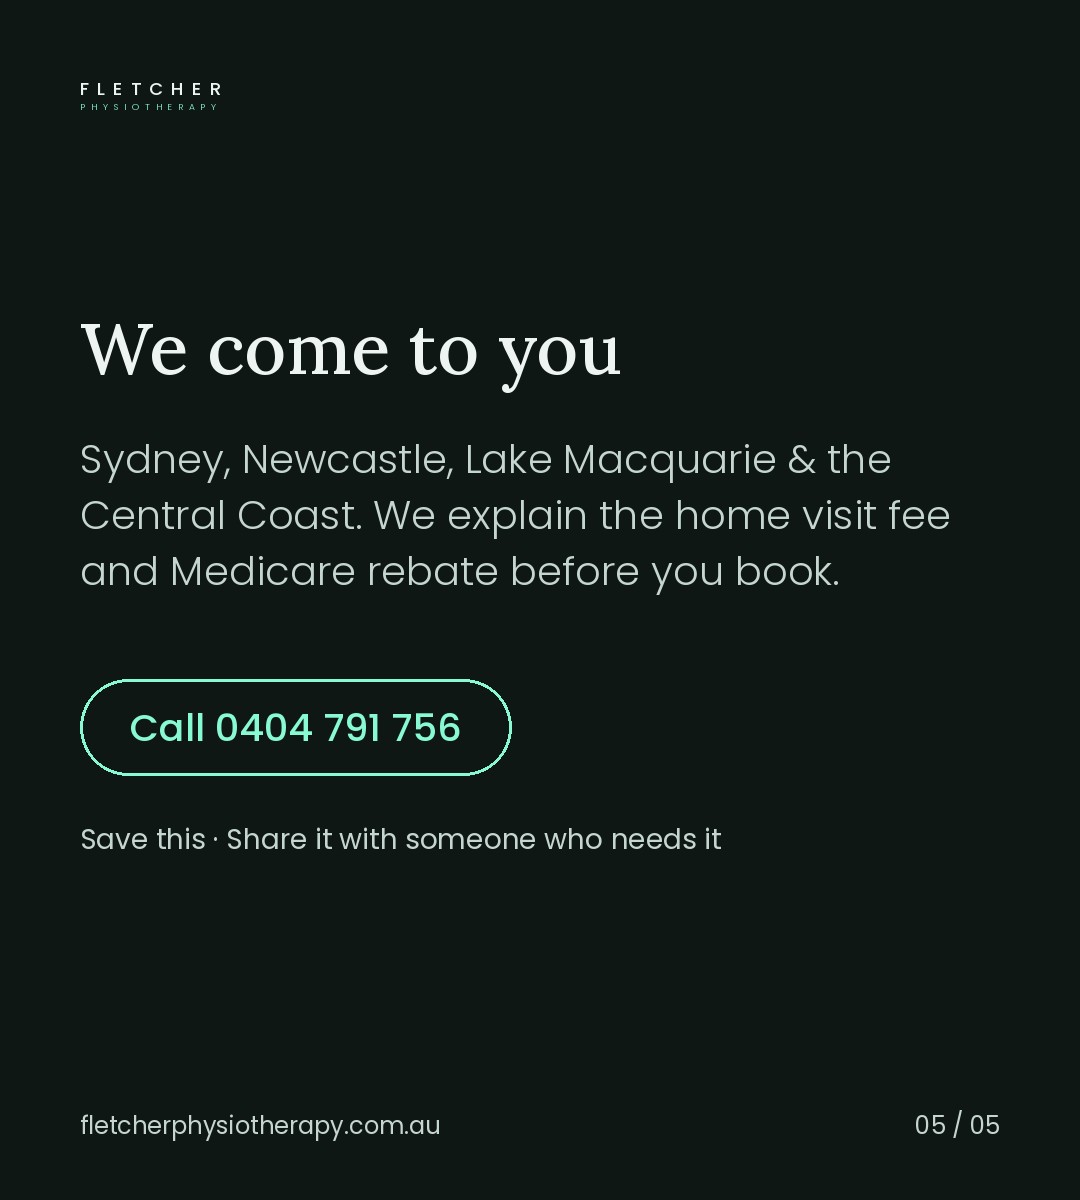 FLETCHER
PHYSIOTHERAPY
We come to you
Sydney, Newcastle, Lake Macquarie & the
Central Coast. We explain the home visit fee
and Medicare rebate before you book.
Call 0404 791 756
Save this · Share it with someone who needs it
fletcherphysiotherapy.com.au
05 / 05